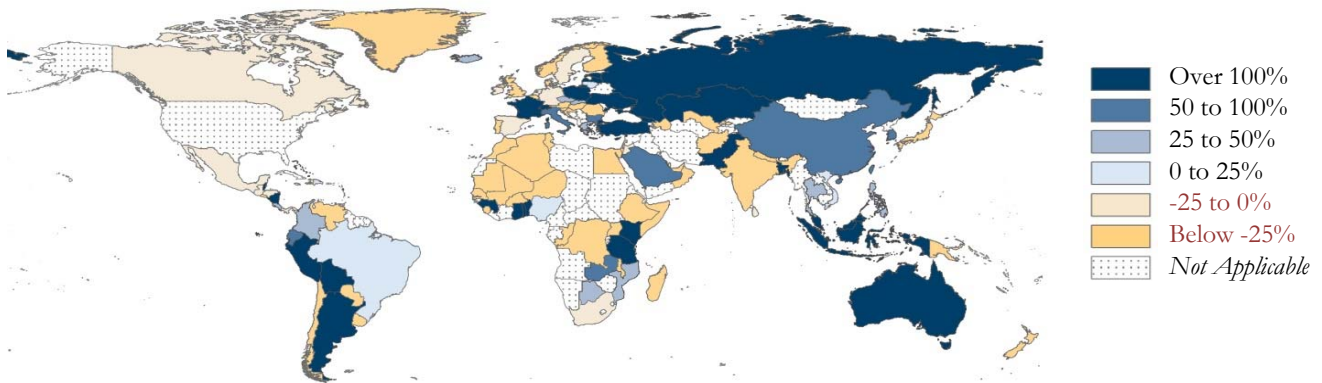 Over 100%
50 to 100%
25 to 50%
0 to 25%
-25 to 0%
Below -25%
Not Applicable